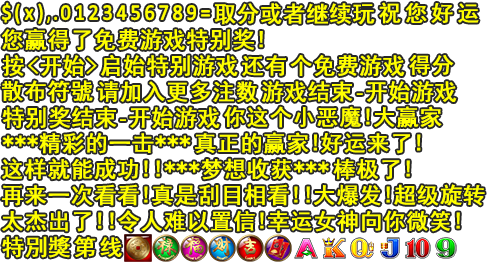 $(x),.0123456789=取分或者继续玩祝您好运
您赢得了免费游戏特别奖!
按<开始>启始特别游戏还有个免费游戏得分
散布符號请加入更多注数游戏结束-开始游戏
特别奖结束-开始游戏你这个小恶魔!大赢家
***精彩的一击***真正的赢家!好运来了!
这样就能成功!!***梦想收获***棒极了!
再来一次看看!真是刮目相看!!大爆发!超级旋转
太杰出了!!令人难以置信!幸运女神向你微笑!
特别獎第线 福 吉 A K Q J 10 9